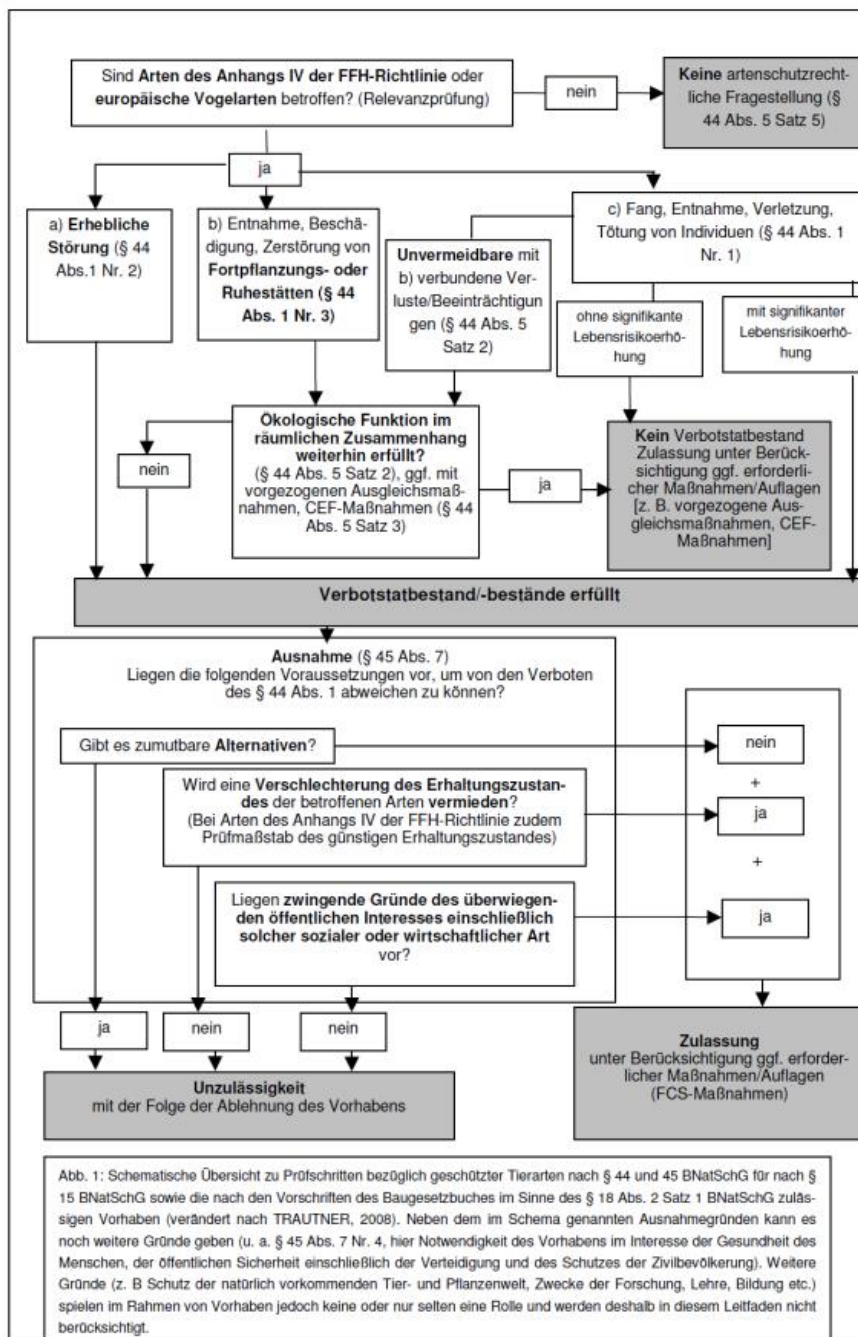 Sind Arten des Anhangs IV der FFH-Richtlinie oder
europäische Vogelarten betroffen? (Relevanzprüfung)
nein
Keine artenschutzrecht-
liche Fragestellung (§
44 Abs. 5 Satz 5)
ja
a) Erhebliche
Störung (§ 44
Abs.1 Nr. 2)
b) Entnahme, Beschä-
digung, Zerstörung von
Fortpflanzungs- oder
Ruhestätten (§ 44
Abs. 1 Nr. 3)
Unvermeidbare mit
b) verbundene Ver-
luste/Beeinträchtigu
ngen (§ 44 Abs. 5
Satz 2)
c) Fang, Entnahme, Verletzung,
Tötung von Individuen (§ 44 Abs. 1
Nr. 1)
ohne signifikante
Lebensrisikoerhö-
hung
mit signifikanter
Lebensrisikoerhö-
hung
Ökologische Funktion im
räumlichen Zusammenhang
weiterhin erfüllt?
(§ 44 Abs. 5 Satz 2), ggf. mit
vorgezogenen Ausgleichsmaß-
nahmen, CEF-Maßnahmen (§ 44
Abs. 5 Satz 3)
nein
ja
Kein Verbotstatbestand
Zulassung unter Berück-
sichtigung ggf. erforderli-
cher Maßnahmen/Auflagen
[z. B. vorgezogene Aus-
gleichsmaßnahmen, CEF-
Maßnahmen]
Verbotstatbestand/-bestände erfüllt
Ausnahme (§ 45 Abs. 7)
Liegen die folgenden Voraussetzungen vor, um von den Verboten
des § 44 Abs. 1 abweichen zu können?
Gibt es zumutbare Alternativen?
nein
+
Wird eine Verschlechterung des Erhaltungszustan-
des der betroffenen Arten vermieden?
(Bei Arten des Anhangs IV der FFH-Richtlinie zudem
Prüfmaßstab des günstigen Erhaltungszustandes)
ja
+
Liegen zwingende Gründe des überwiegen-
den öffentlichen Interesses einschließlich
solcher sozialer oder wirtschaftlicher Art
vor?
ja
ja
nein
nein
Unzulässigkeit
mit der Folge der Ablehnung des Vorhabens
Zulassung
unter Berücksichtigung ggf. erforder-
licher Maßnahmen/Auflagen
(FCS-Maßnahmen)
Abb. 1: Schematische Übersicht zu Prüfschritten bezüglich geschützter Tierarten nach § 44 und 45 BNatSchG für nach §
15 BNatSchG sowie die nach den Vorschriften des Baugesetzbuches im Sinne des § 18 Abs. 2 Satz 1 BNatSchG zuläs-
sigen Vorhaben (verändert nach TRAUTNER, 2008). Neben dem im Schema genannten Ausnahmegründen kann es
noch weitere Gründe geben (u. a. § 45 Abs. 7 Nr. 4, hier Notwendigkeit des Vorhabens im Interesse der Gesundheit des
Menschen, der öffentlichen Sicherheit einschließlich der Verteidigung und des Schutzes der Zivilbevölkerung). Weitere
Gründe (z. B Schutz der natürlich vorkommenden Tier- und Pflanzenwelt, Zwecke der Forschung, Lehre, Bildung etc.)
spielen im Rahmen von Vorhaben jedoch keine oder nur selten eine Rolle und werden deshalb in diesem Leitfaden nicht
berücksichtigt.